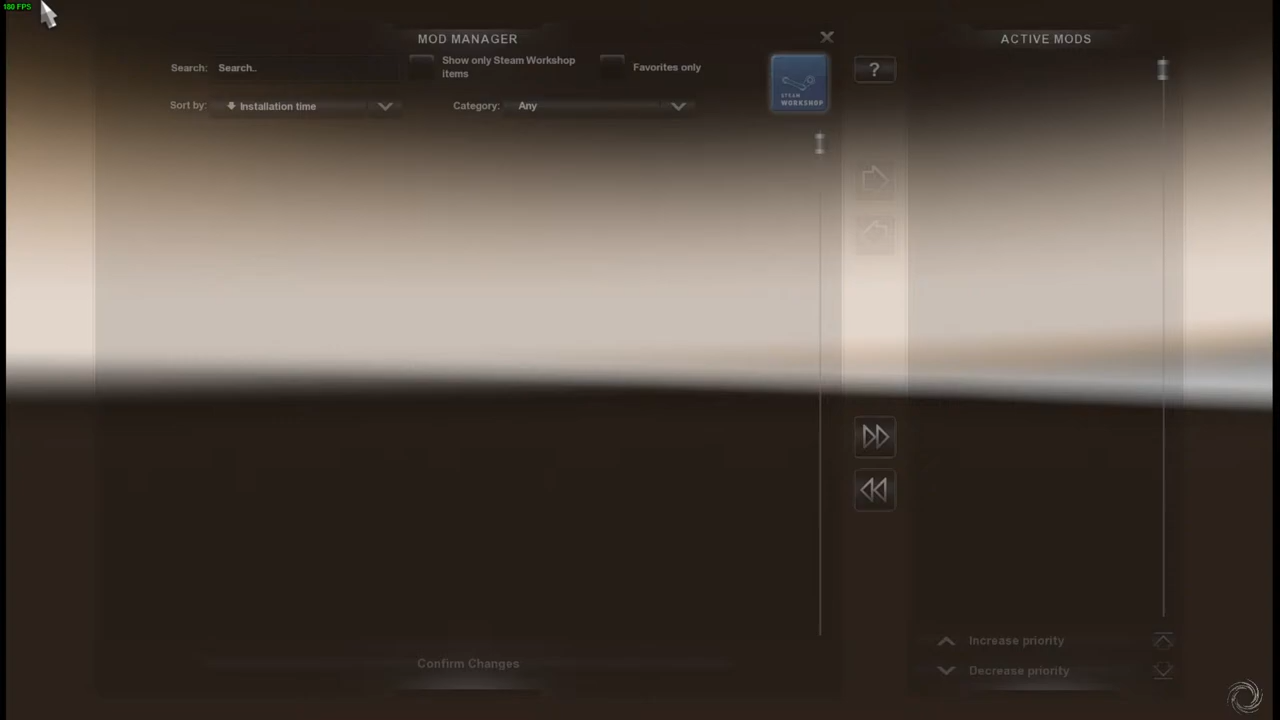 180 FPS
MOD MANAGER
ACTIVE MODS
Search:
Search..
Show only Steam Workshop
items
Favorites only
STEAM
WORKSHOP
?
Sort by:
Installation time
Category:
Any
Increase priority
Confirm Changes
Decrease priority